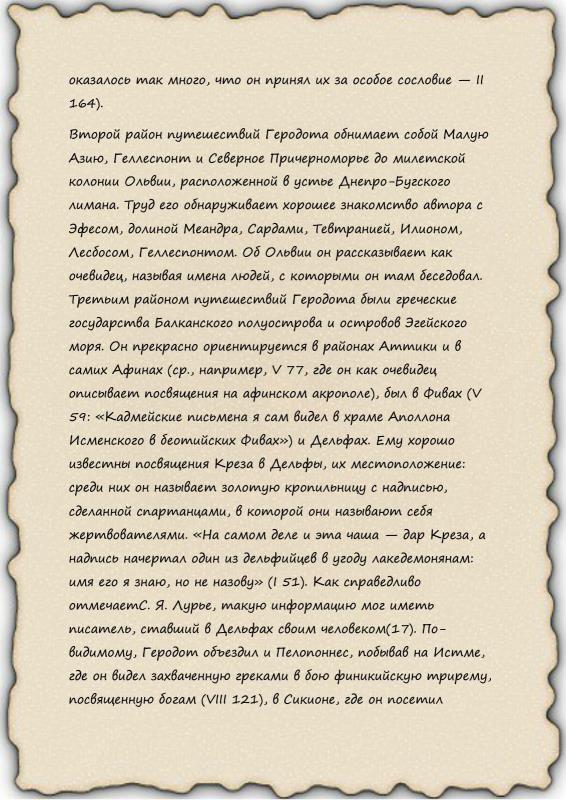 оказалось так много, что он принял их за особое сословие — II
164).
Второй район путешествий Геродота обнимает собой Малую
Азию, Геллеспонт и Северное Причерноморье до милетской
колонии Ольвии, расположенной в устье Днепро-Бугского
лимана. Труд его обнаруживает хорошее знакомство автора с
Эфесом, долиной Меандра, Сардами, Тевтранией, Илионом,
Лесбосом, Геллеспонтом. Об Ольвии он рассказывает как
очевидец, называя имена людей, с которыми он там беседовал.
Третьим районом путешествий Геродота были греческие
государства Балканского полуострова и островов Эгейского
моря. Он прекрасно ориентируется в районах Аттики и в
самих Афинах (ср., например, V 77, где он как очевидец
описывает посвящения на афинском акрополе), был в Фивах (V
59: «Кадмейские письмена я сам видел в храме Аполлона
Исменского в беотийских Фивах») и Дельфах. Ему хорошо
известны посвящения Креза в Дельфы, их местоположение:
среди них он называет золотую кропильницу с надписью,
сделанной спартанцами, в которой они называют себя
жертвователями. «На самом деле и эта чаша — дар Креза, а
надпись начертал один из дельфийцев в угоду лакедемонянам:
имя его я знаю, но не назову» (I 51). Как справедливо
отмечаетС. Я. Лурье, такую информацию мог иметь
писатель, ставший в Дельфах своим человеком(17). По-
видимому, Геродот объездил и Пелопоннес, побывав на Истме,
где он видел захваченную греками в бою финикийскую трирему,
посвященную богам (VIII 121), в Сикионе, где он посетил